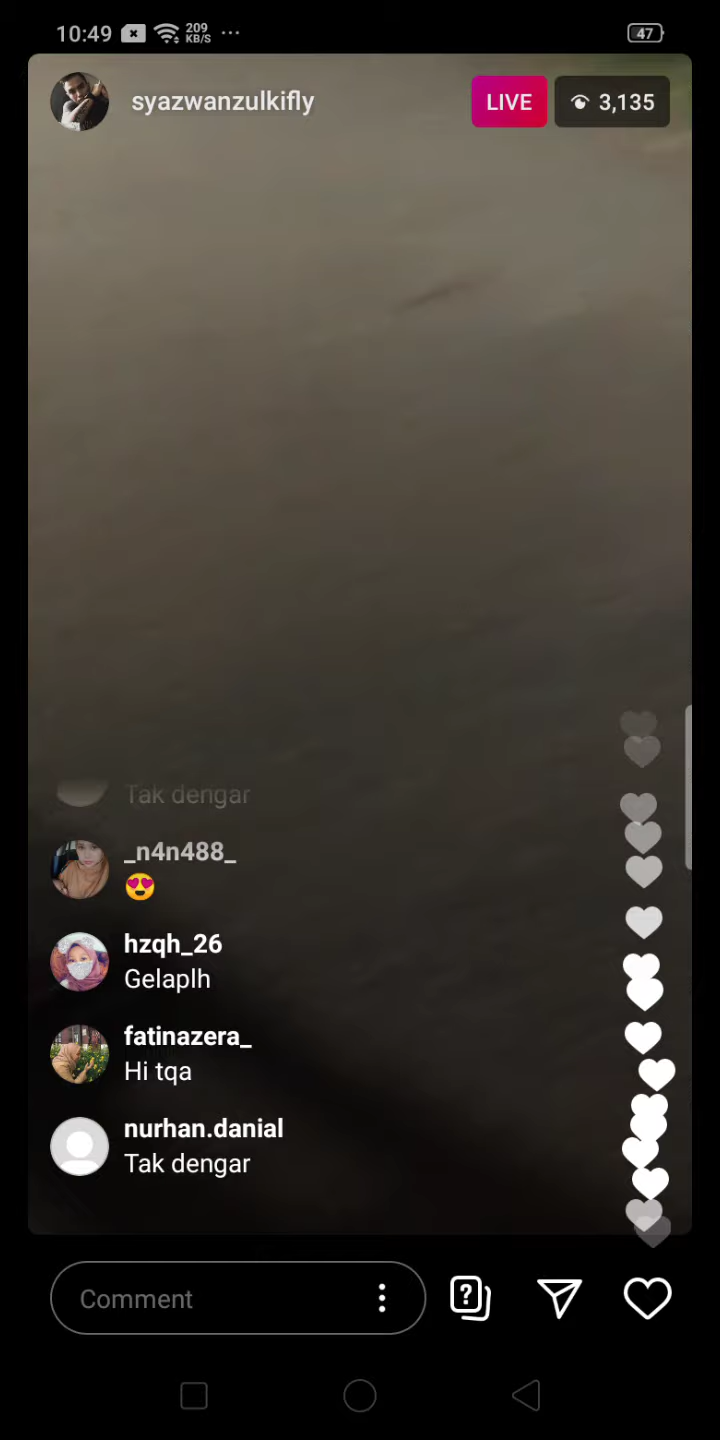 10:49 209 KB/S ... 47
syazwanzulkifly LIVE 3,135
Tak dengar
_n4n488_
😍
hzqh_26
Gelaplh
fatinazera_
Hi tqa
nurhan.danial
Tak dengar
Comment